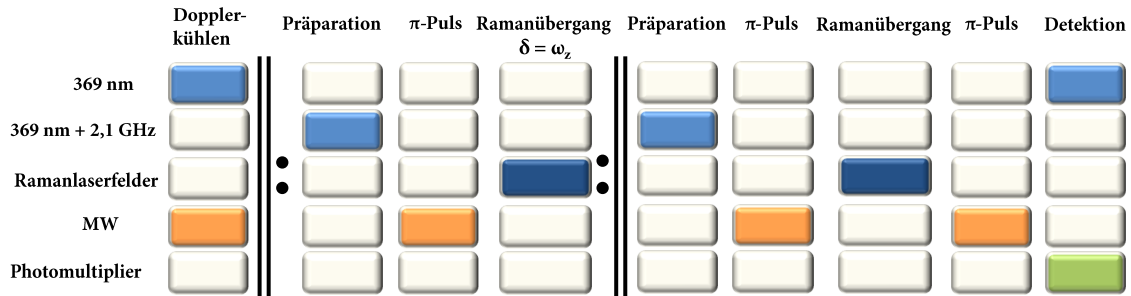 Doppler-
kühlen
Präparation
π-Puls
Ramanübergang
δ = ωz
Präparation
π-Puls
Ramanübergang
π-Puls
Detektion
369 nm
369 nm + 2,1 GHz
Ramanlaserfelder
MW
Photomultiplier